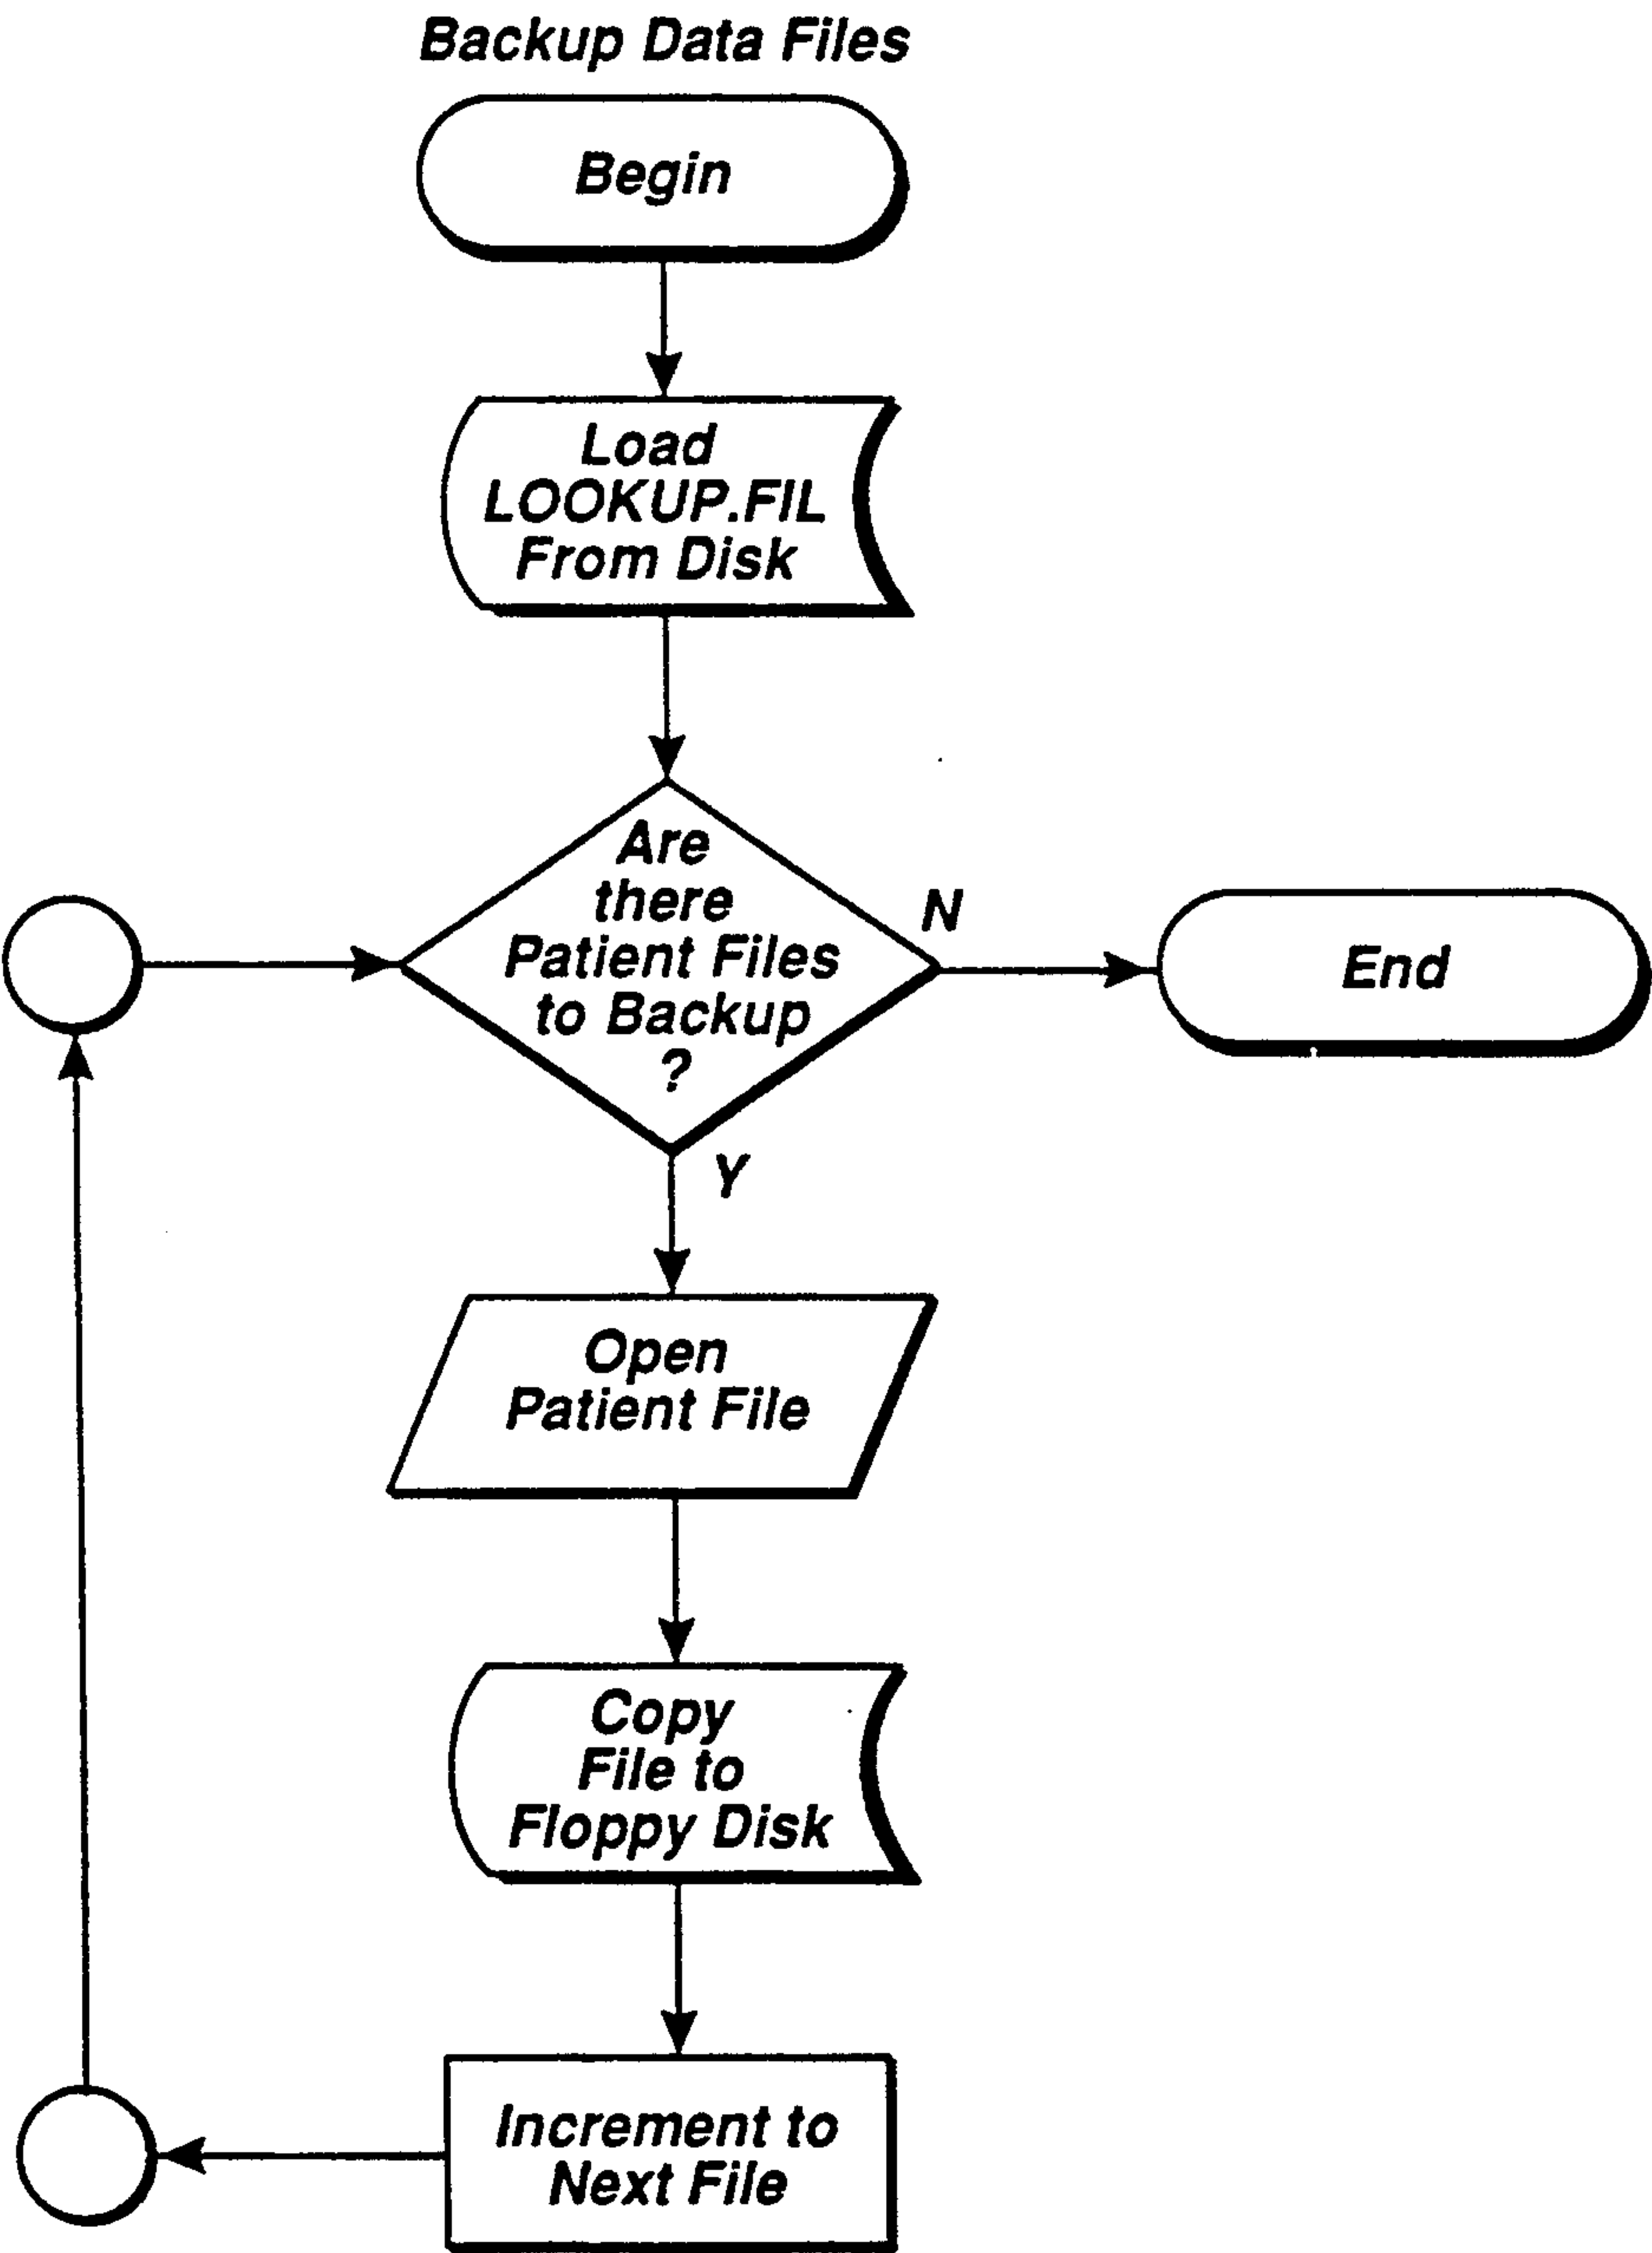 Backup Data Files
Begin
Load
LOOKUP.FIL
From Disk
Are
there
Patient Files
to Backup
?
N
End
Y
Open
Patient File
Copy
File to
Floppy Disk
Increment to
Next File